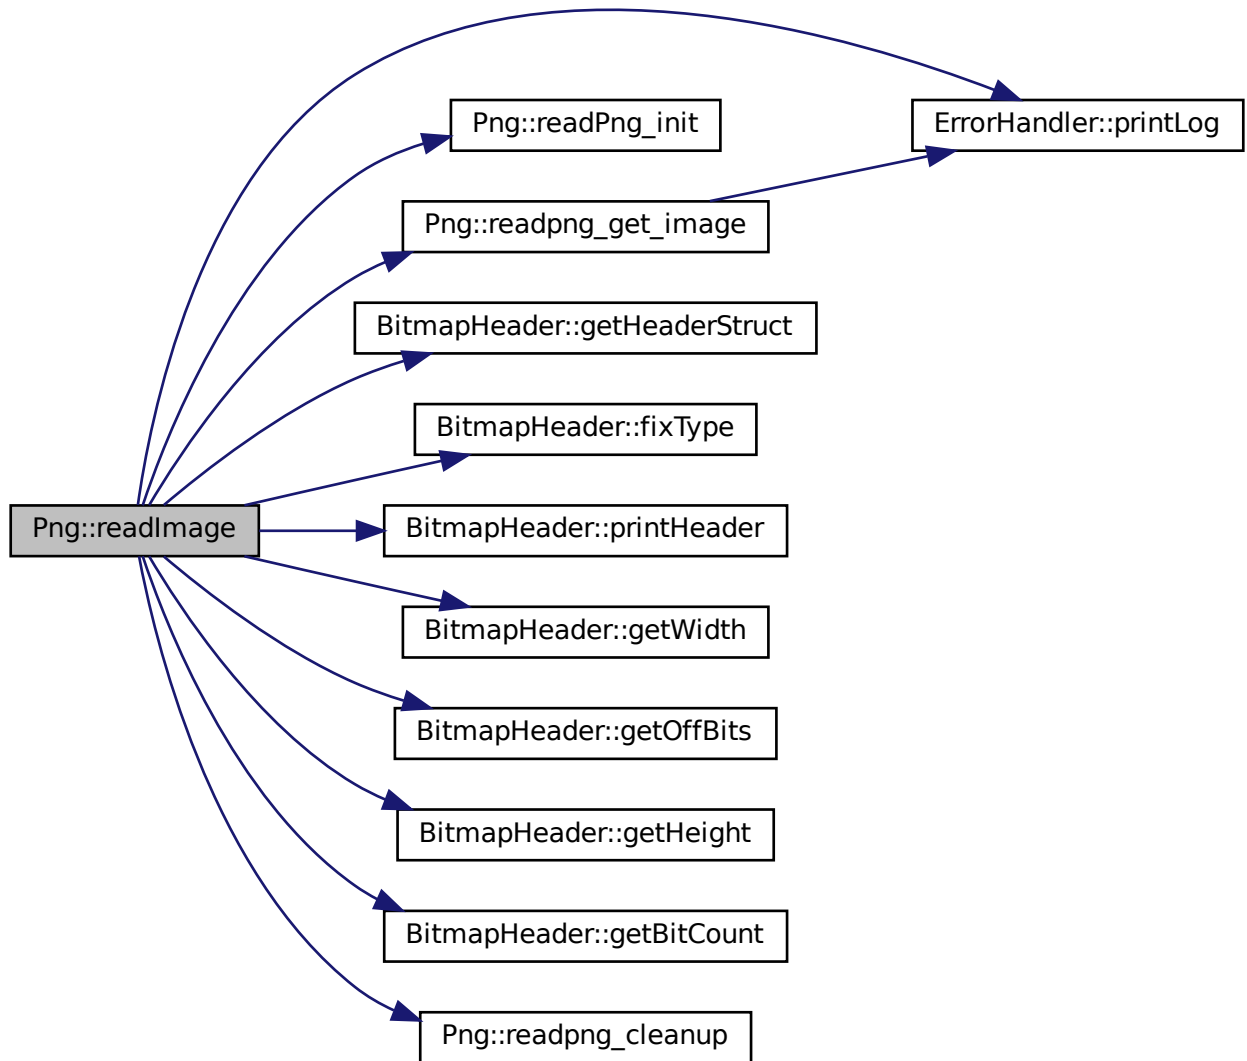 Png::readPng_init
ErrorHandler::printLog
Png::readpng_get_image
BitmapHeader::getHeaderStruct
BitmapHeader::fixType
Png::readImage
BitmapHeader::printHeader
BitmapHeader::getWidth
BitmapHeader::getOffBits
BitmapHeader::getHeight
BitmapHeader::getBitCount
Png::readpng_cleanup